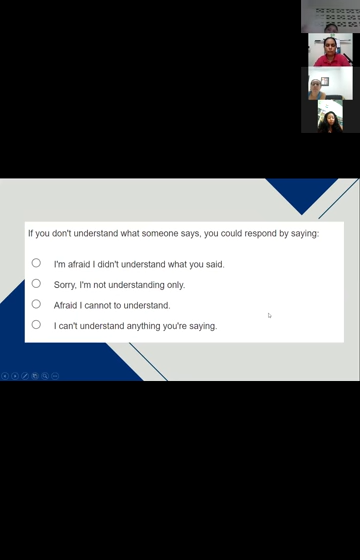 If you don't understand what someone says, you could respond by saying:
I'm afraid I didn't understand what you said.
Sorry, I'm not understanding only.
Afraid I cannot to understand.
I can't understand anything you're saying.